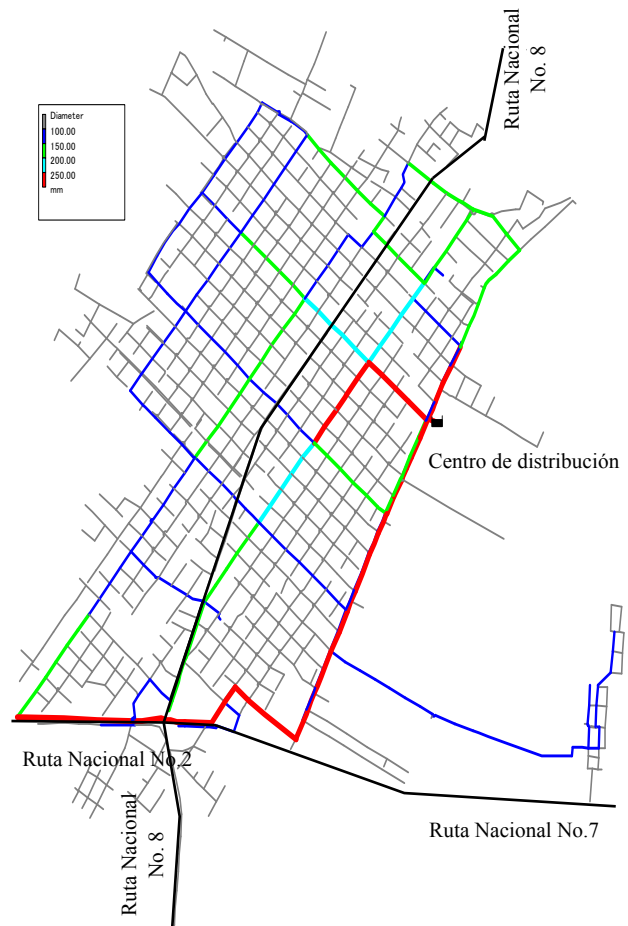 Ruta Nacional
No. 8
Diameter
100.00
150.00
200.00
250.00
mm
Centro de distribución
Ruta Nacional No.2
Ruta Nacional No.7
Ruta Nacional
No. 8